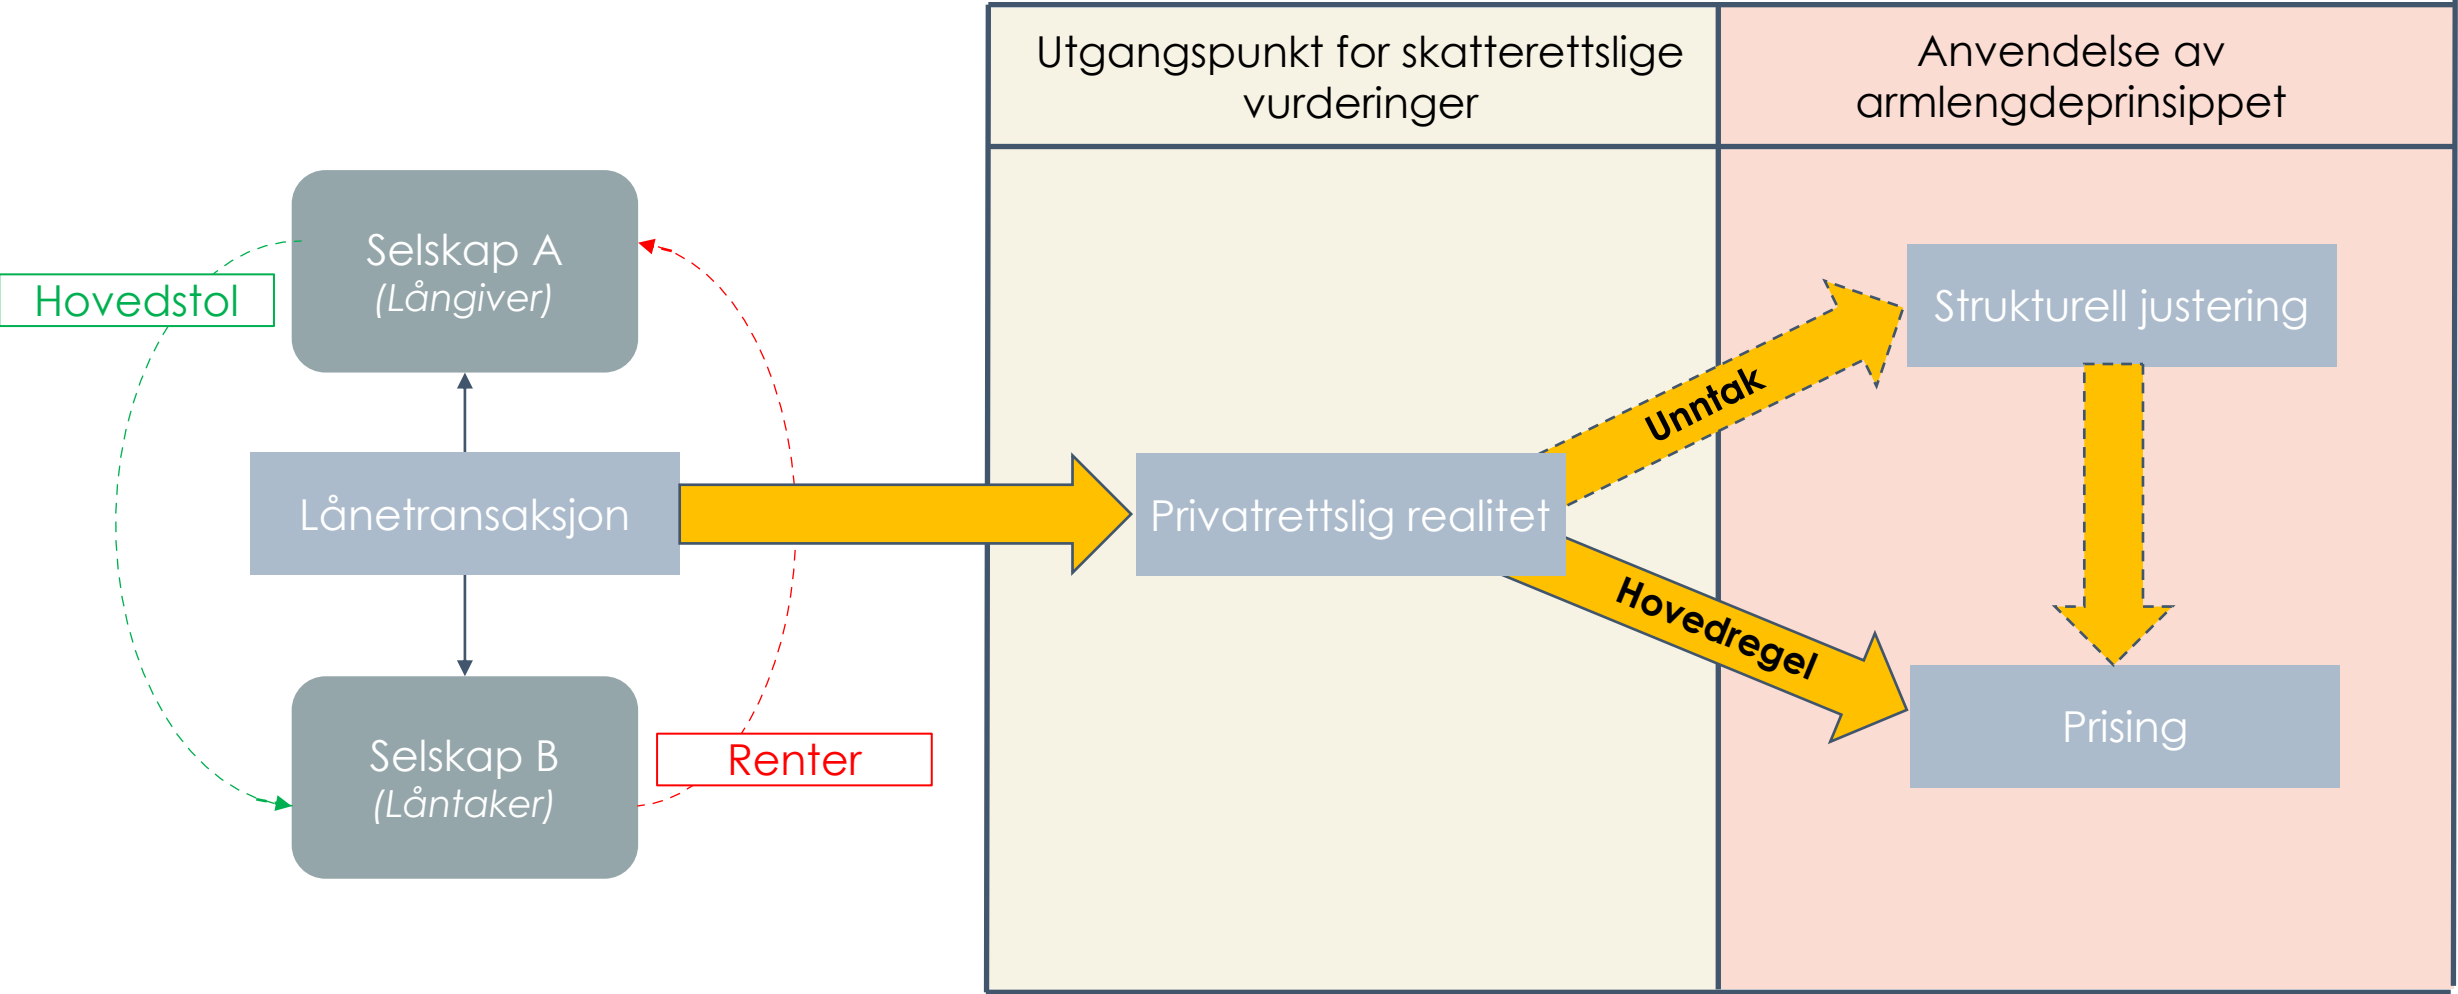 Utgangspunkt for skatterettslige
vurderinger
Anvendelse av
armlengdeprinsippet
Selskap A
(Långiver)
Hovedstol
Lånetransaksjon
Selskap B
(Låntaker)
Renter
Privatrettslig realitet
Unntak
Hovedregel
Strukturell justering
Prising